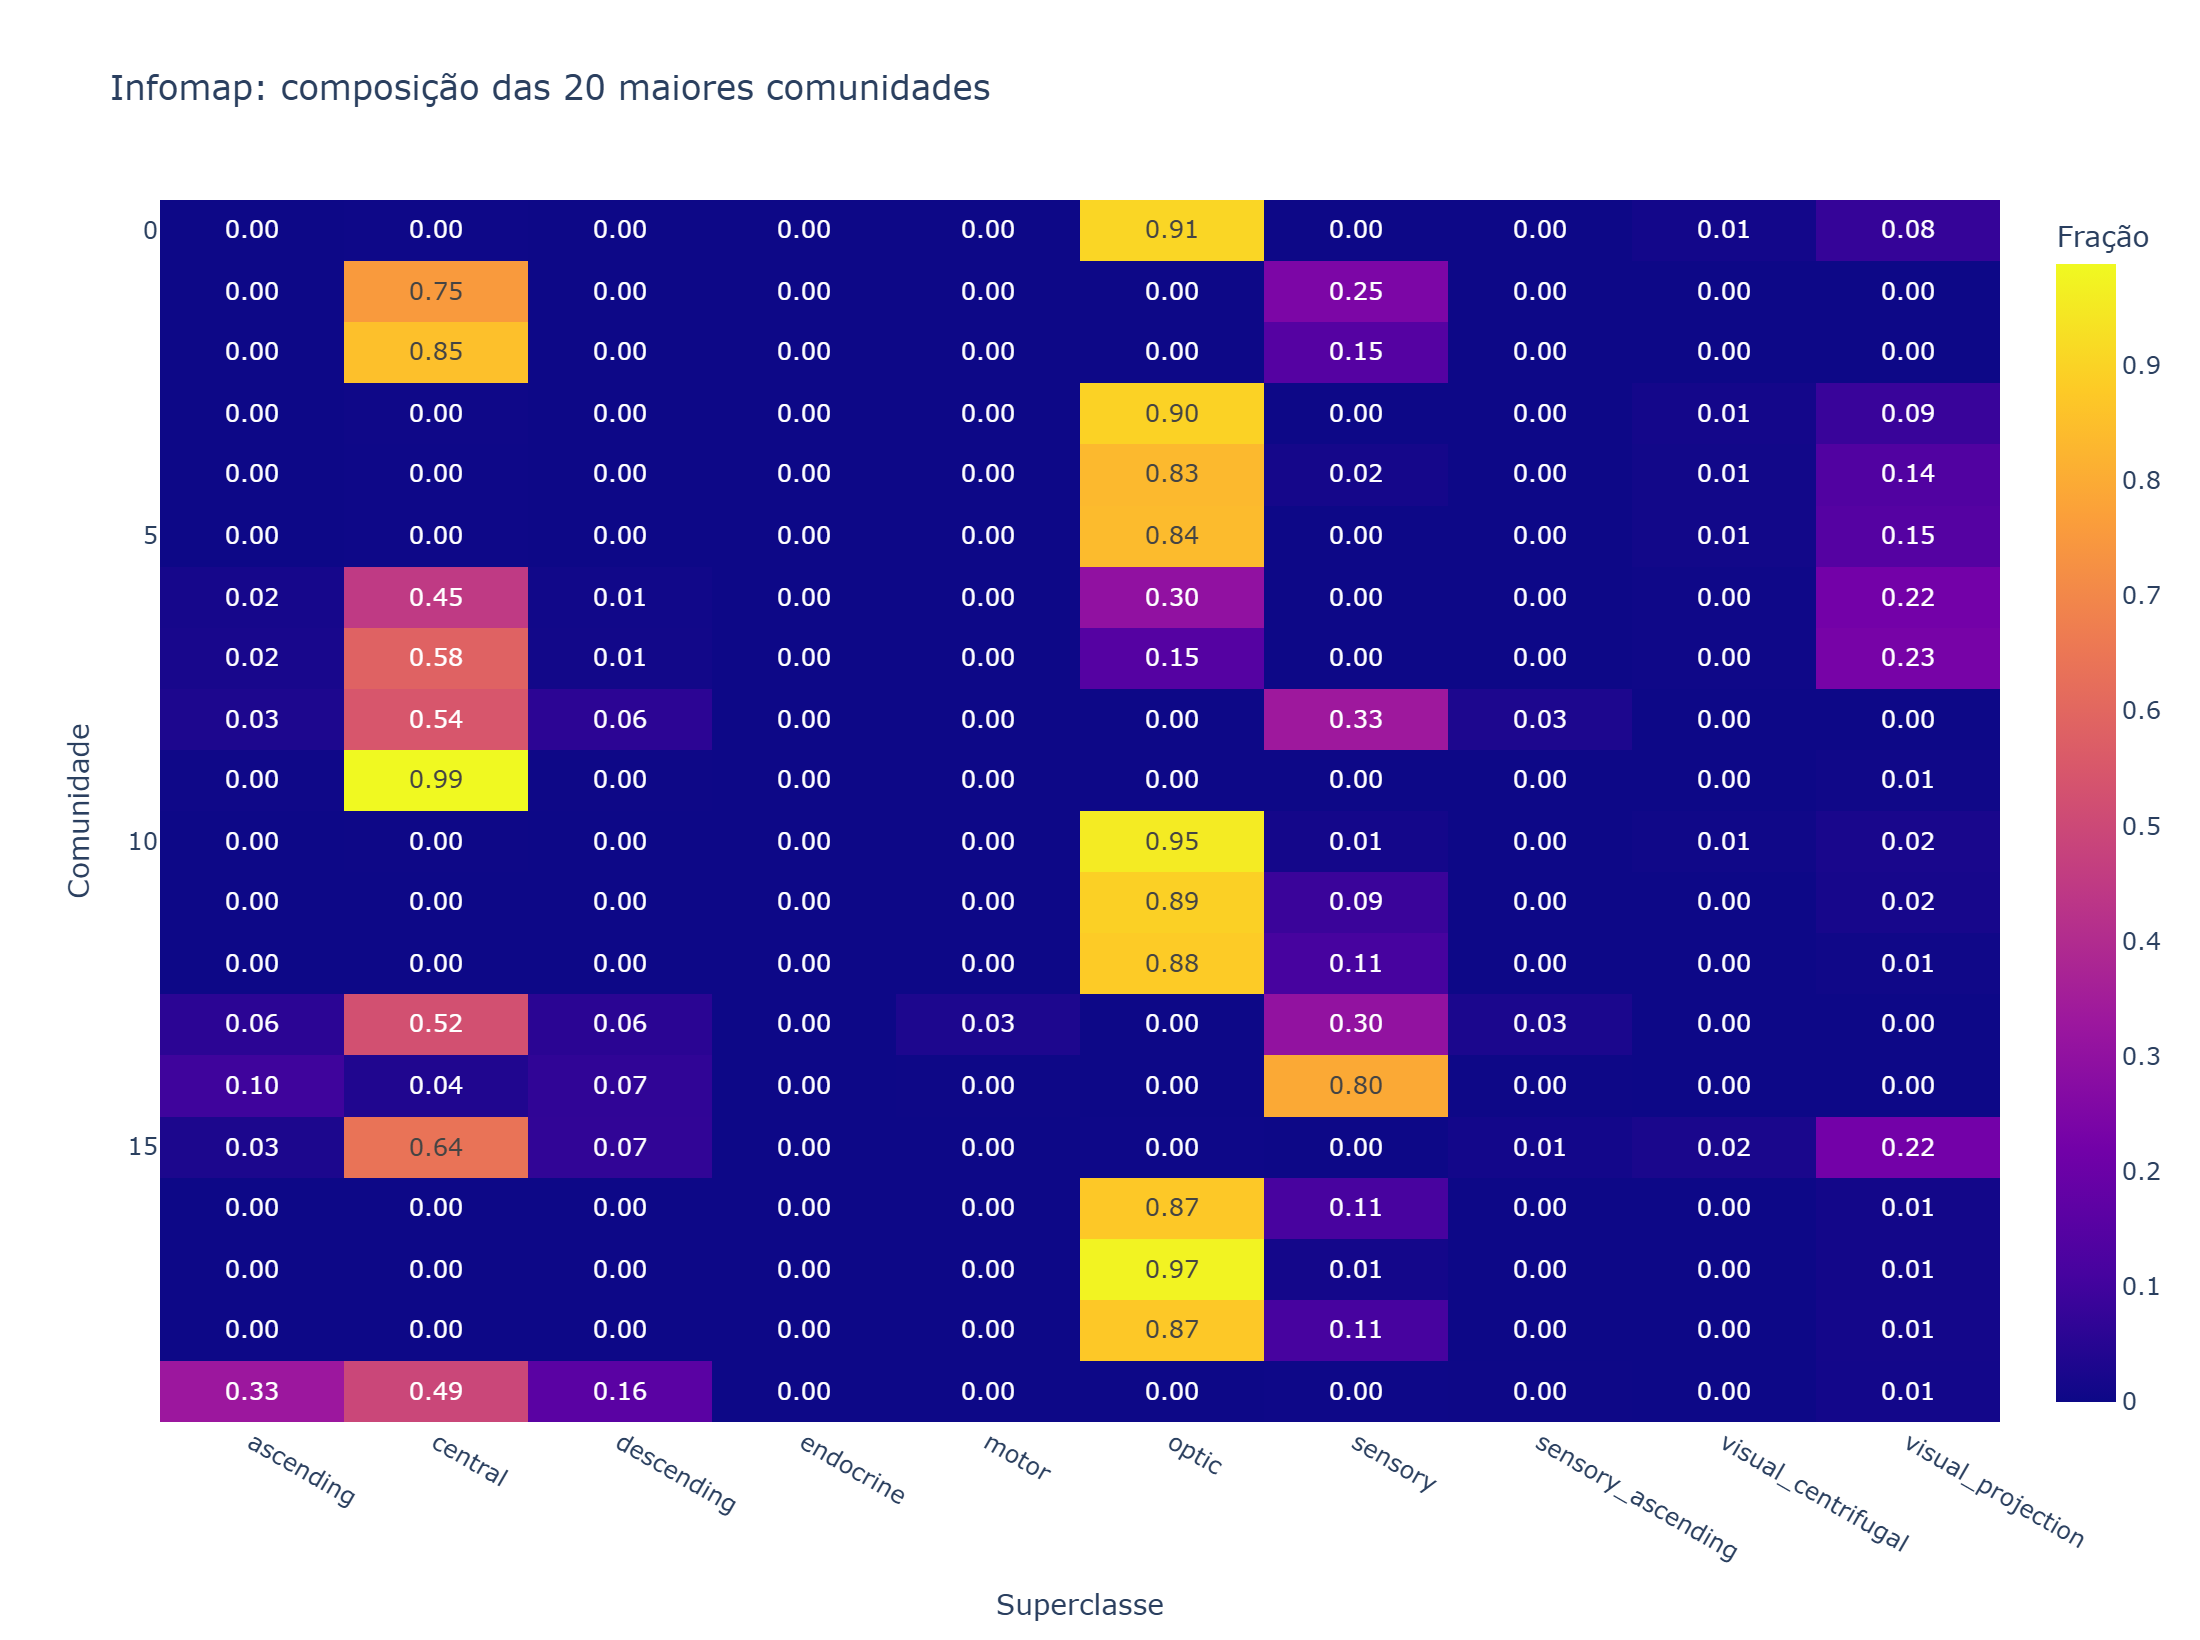 Infomap: composição das 20 maiores comunidades
Fração
0 0.00 0.00 0.00 0.00 0.00 0.91 0.00 0.00 0.01 0.08
0.00 0.75 0.00 0.00 0.00 0.00 0.25 0.00 0.00 0.00
0.00 0.85 0.00 0.00 0.00 0.00 0.15 0.00 0.00 0.00
0.00 0.00 0.00 0.00 0.00 0.90 0.00 0.00 0.01 0.09
0.00 0.00 0.00 0.00 0.00 0.83 0.02 0.00 0.01 0.14
5 0.00 0.00 0.00 0.00 0.00 0.84 0.00 0.00 0.01 0.15
0.02 0.45 0.01 0.00 0.00 0.30 0.00 0.00 0.00 0.22
0.02 0.58 0.01 0.00 0.00 0.15 0.00 0.00 0.00 0.23
0.03 0.54 0.06 0.00 0.00 0.00 0.33 0.03 0.00 0.00
0.00 0.99 0.00 0.00 0.00 0.00 0.00 0.00 0.00 0.01
10 0.00 0.00 0.00 0.00 0.00 0.95 0.01 0.00 0.01 0.02
0.00 0.00 0.00 0.00 0.00 0.89 0.09 0.00 0.00 0.02
0.00 0.00 0.00 0.00 0.00 0.88 0.11 0.00 0.00 0.01
0.06 0.52 0.06 0.00 0.03 0.00 0.30 0.03 0.00 0.00
0.10 0.04 0.07 0.00 0.00 0.00 0.80 0.00 0.00 0.00
15 0.03 0.64 0.07 0.00 0.00 0.00 0.00 0.01 0.02 0.22
0.00 0.00 0.00 0.00 0.00 0.87 0.11 0.00 0.00 0.01
0.00 0.00 0.00 0.00 0.00 0.97 0.01 0.00 0.00 0.01
0.00 0.00 0.00 0.00 0.00 0.87 0.11 0.00 0.00 0.01
0.33 0.49 0.16 0.00 0.00 0.00 0.00 0.00 0.00 0.01
Comunidade
ascending central descending endocrine motor optic sensory sensory_ascending visual_centrifugal visual_projection
Superclasse
0.9
0.8
0.7
0.6
0.5
0.4
0.3
0.2
0.1
0